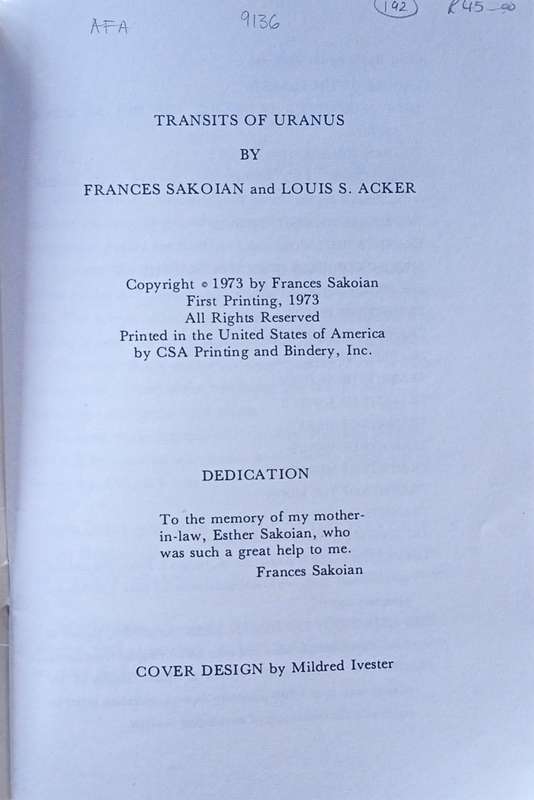 AFA 9136 142 R45-00
TRANSITS OF URANUS
BY
FRANCES SAKOIAN and LOUIS S. ACKER
Copyright © 1973 by Frances Sakoian
First Printing, 1973
All Rights Reserved
Printed in the United States of America
by CSA Printing and Bindery, Inc.
DEDICATION
To the memory of my mother-
in-law, Esther Sakoian, who
was such a great help to me.
Frances Sakoian
COVER DESIGN by Mildred Ivester